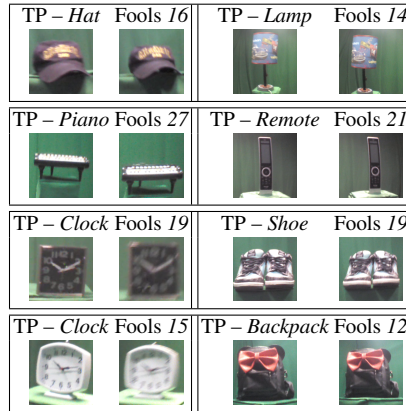 TP – Hat Fools 16
TP – Lamp Fools 14
TP – Piano Fools 27
TP – Remote Fools 21
TP – Clock Fools 19
TP – Shoe Fools 19
TP – Clock Fools 15
TP – Backpack Fools 12